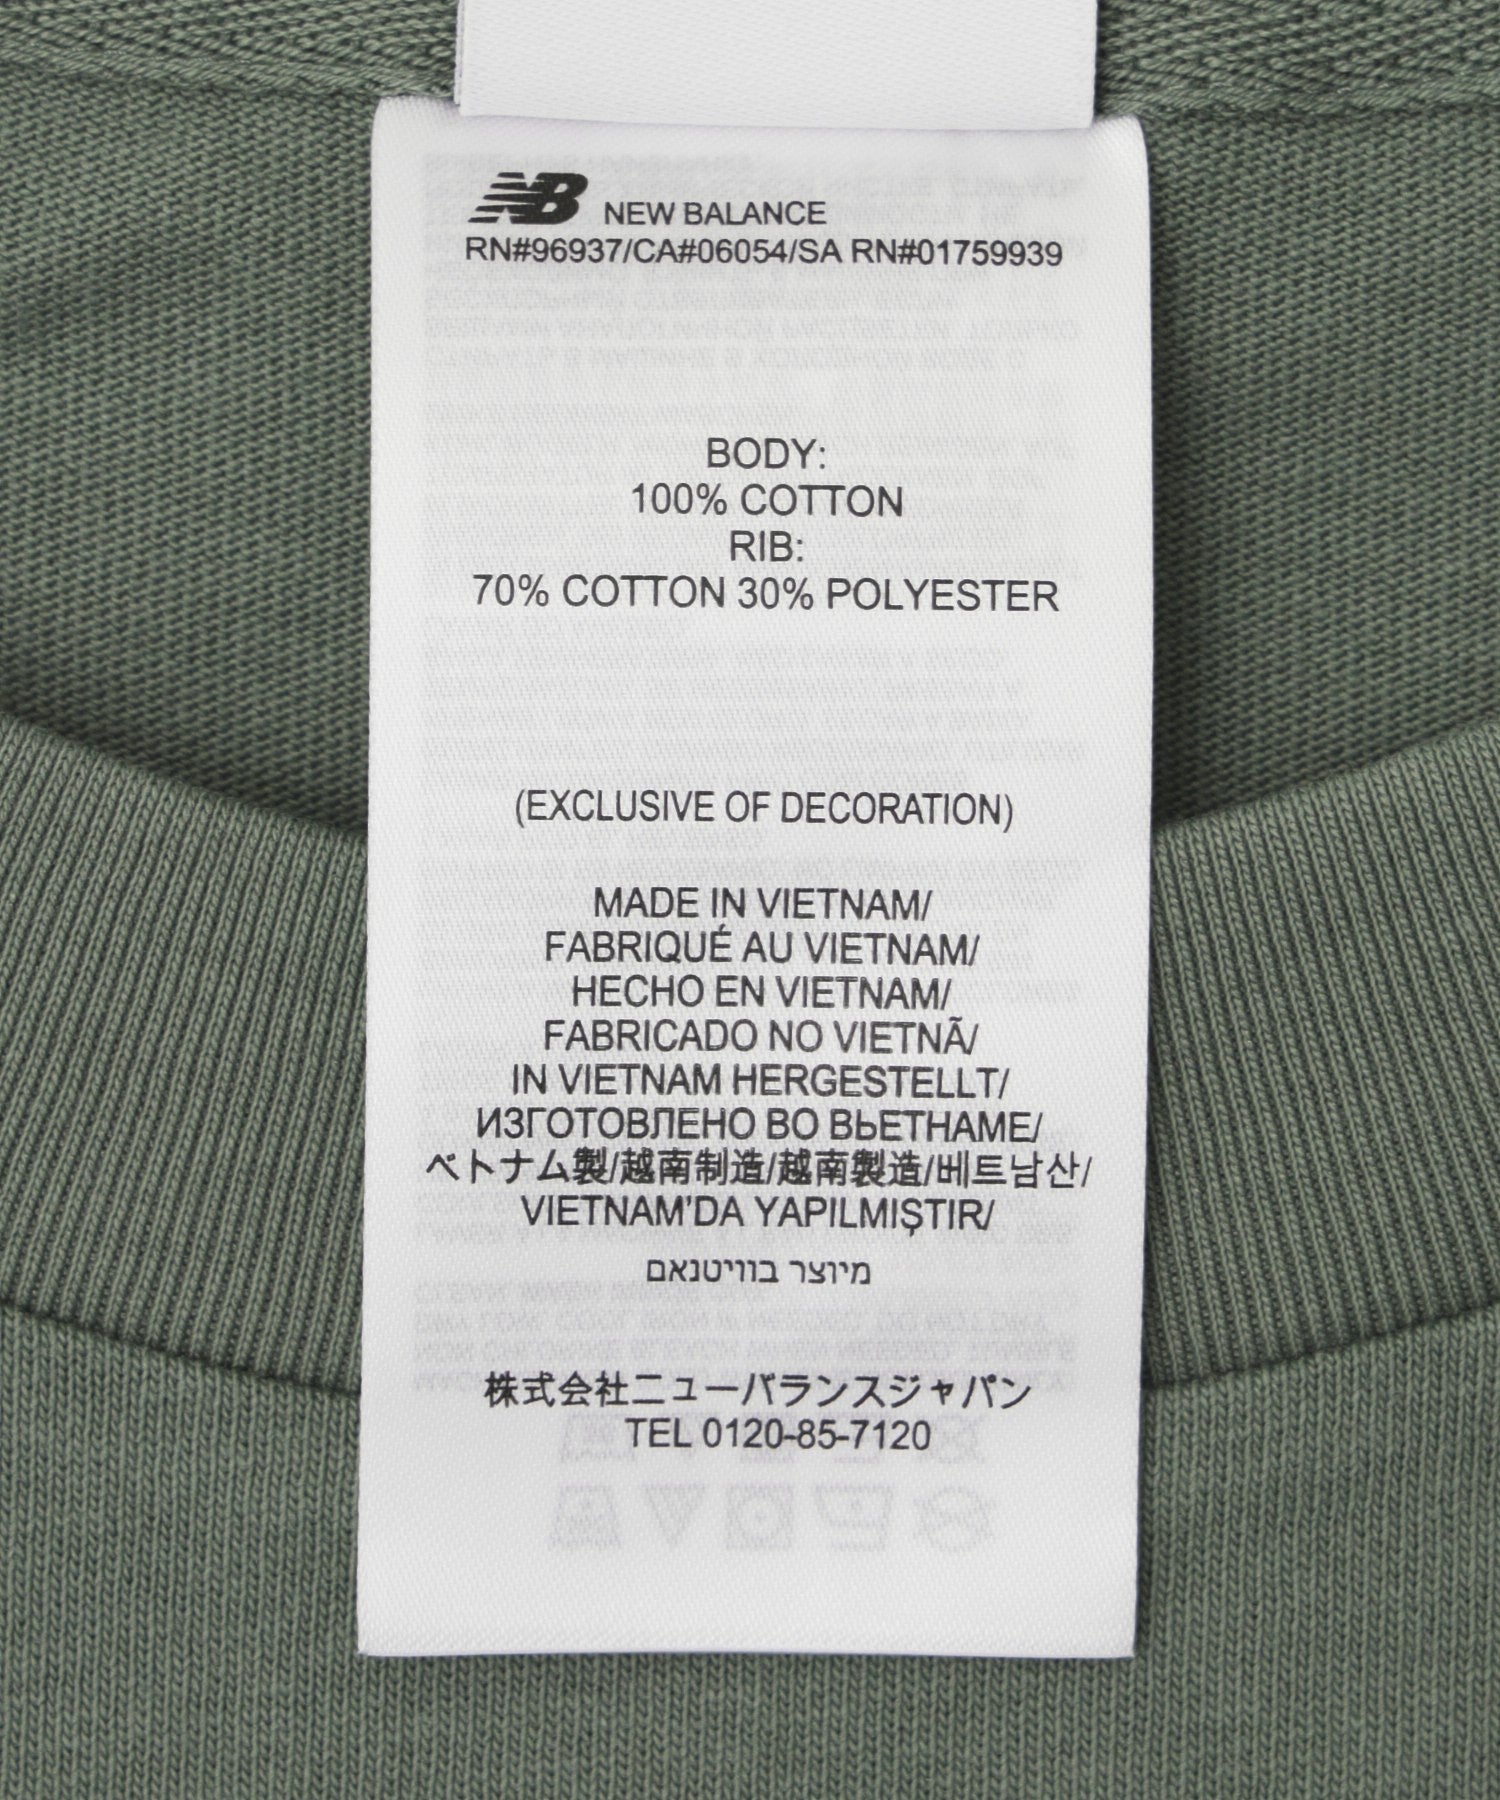 NB NEW BALANCE
RN#96937/CA#06054/SA RN#01759939
BODY:
100% COTTON
RIB:
70% COTTON 30% POLYESTER
(EXCLUSIVE OF DECORATION)
MADE IN VIETNAM/
FABRIQUÉ AU VIETNAM/
HECHO EN VIETNAM/
FABRICADO NO VIETNÃ/
IN VIETNAM HERGESTELLT/
ИЗГОТОВЛЕНО ВО ВЬЕТНАМЕ/
ベトナム製/越南制造/越南製造/베트남산/
VIETNAM'DA YAPILMIŞTIR/
מיוצר בוויטנאם
株式会社ニューバランスジャパン
TEL 0120-85-7120